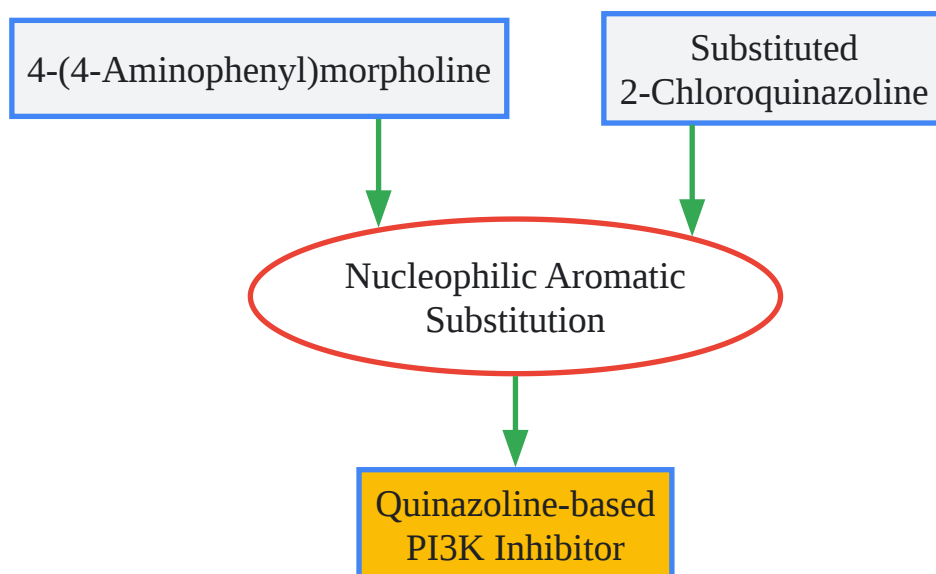 4-(4-Aminophenyl)morpholine
Substituted
2-Chloroquinazoline
Nucleophilic Aromatic
Substitution
Quinazoline-based
PI3K Inhibitor